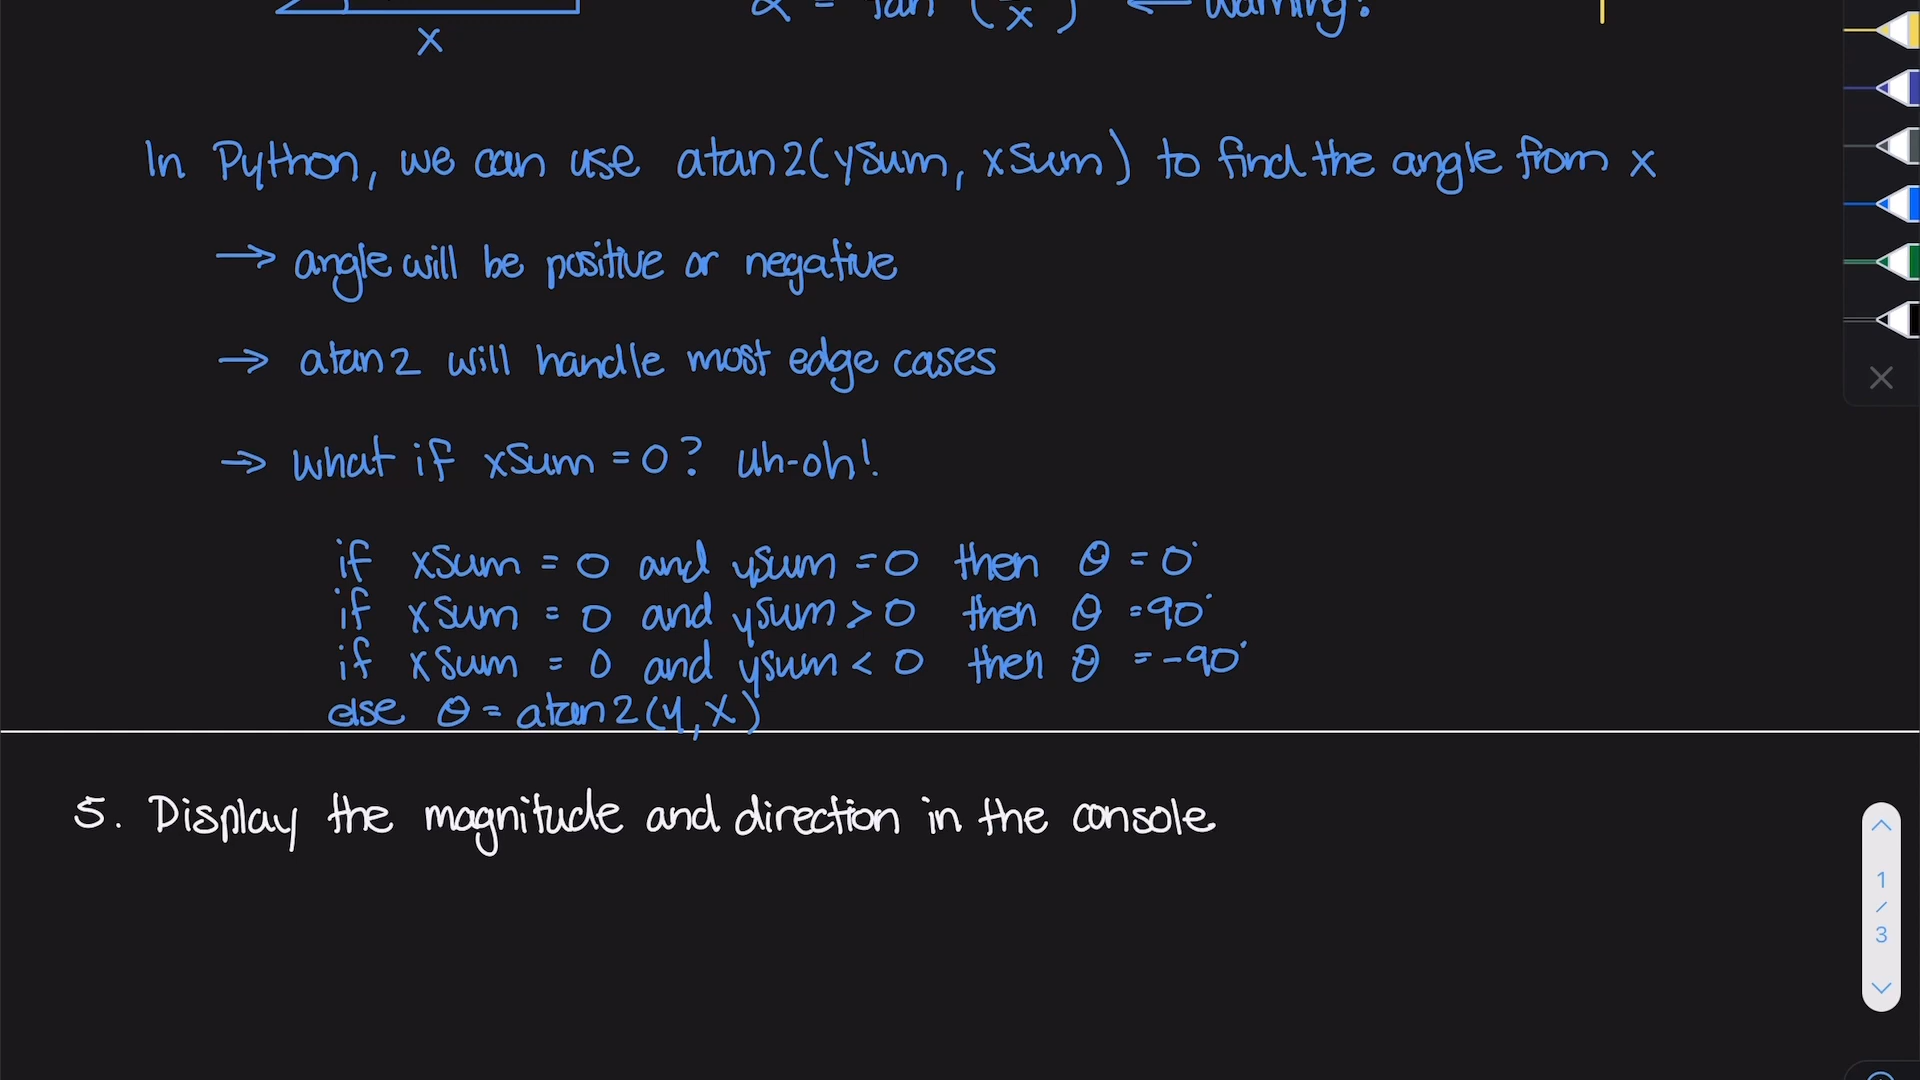 x
α = tan (x) ← warning!
In Python, we can use atan2(ySum, xSum) to find the angle from x
→ angle will be positive or negative
→ atan2 will handle most edge cases
→ what if xSum = 0? uh-oh!
if xSum = 0 and ysum = 0 then θ = 0°
if xSum = 0 and ysum > 0 then θ = 90°
if xSum = 0 and ysum < 0 then θ = -90°
else θ = atan2(y,x)
5. Display the magnitude and direction in the console
1
/
3